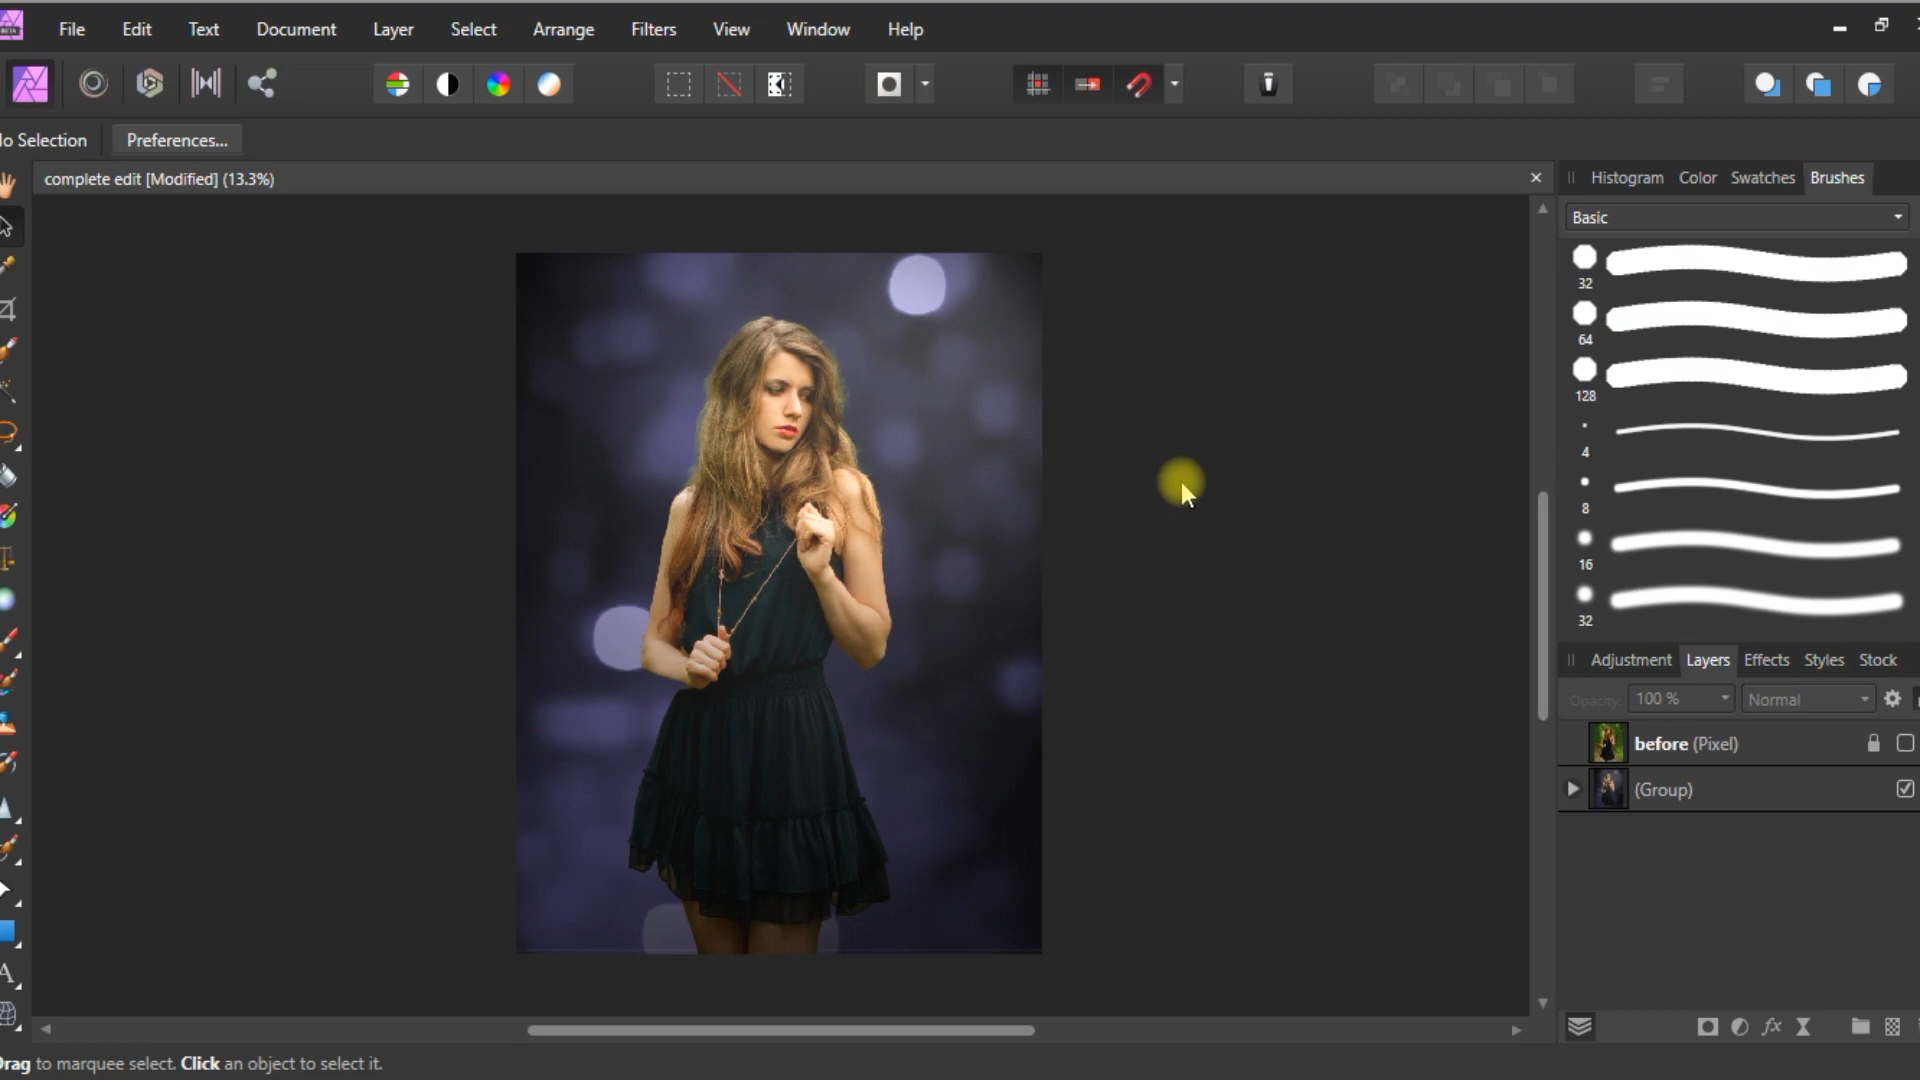 File Edit Text Document Layer Select Arrange Filters View Window Help
o Selection Preferences...
complete edit [Modified] (13.3%)
Histogram Color Swatches Brushes
Basic
32
64
128
4
8
16
32
Adjustment Layers Effects Styles Stock
Opacity: 100 % Normal
before (Pixel)
(Group)
Drag to marquee select. Click an object to select it.